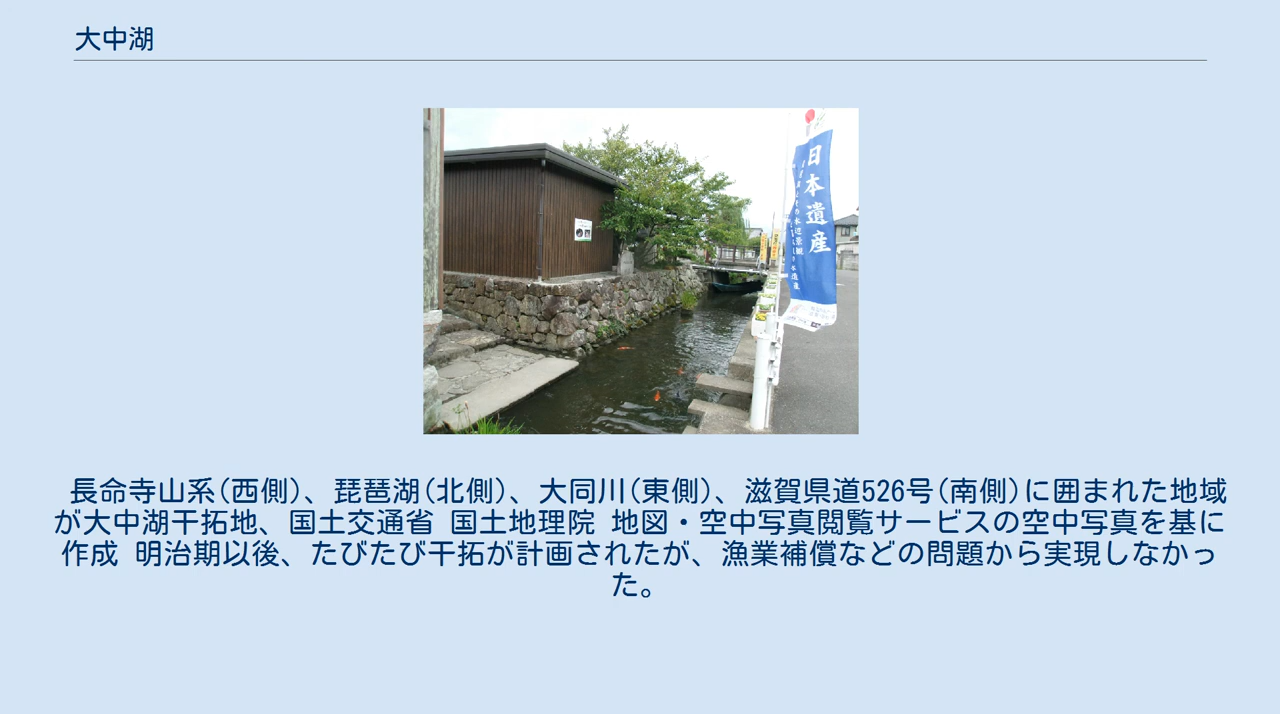 大中湖
日本遺産
長命寺山系(西側)、琵琶湖(北側)、大同川(東側)、滋賀県道526号(南側)に囲まれた地域
が大中湖干拓地、国土交通省 国土地理院 地図・空中写真閲覧サービスの空中写真を基に
作成 明治期以後、たびたび干拓が計画されたが、漁業補償などの問題から実現しなかっ
た。